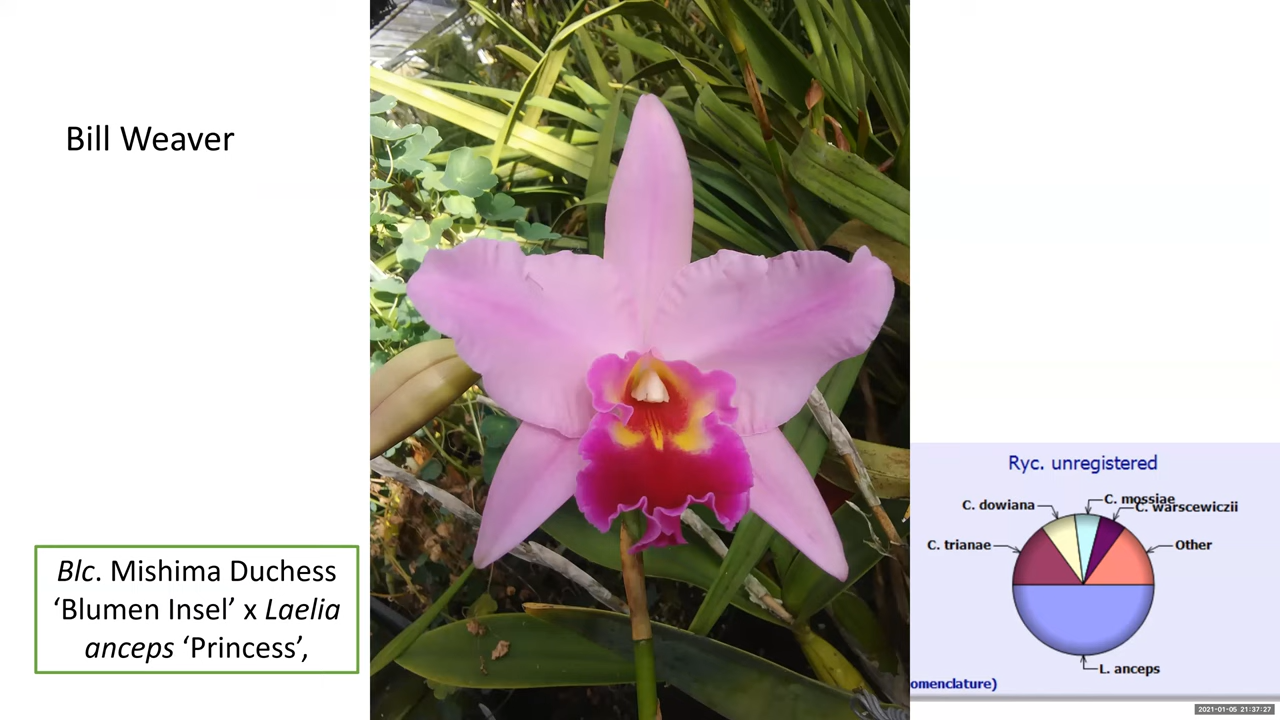 Bill Weaver
Blc. Mishima Duchess
‘Blumen Insel’ x Laelia
anceps ‘Princess’,
Ryc. unregistered
C. mossiae
C. warscewiczii
C. dowiana
C. trianae
Other
L. anceps
omenclature)
2021-01-05 21:37:27